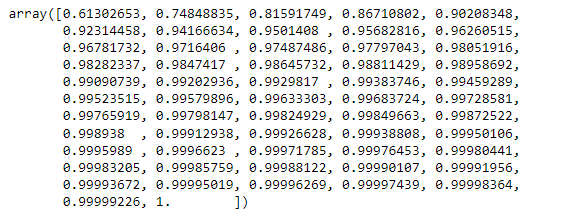 array([0.61302653, 0.74848835, 0.81591749, 0.86710802, 0.90208348,
0.92314458, 0.94166634, 0.9501408 , 0.95682816, 0.96260515,
0.96781732, 0.9716406 , 0.97487486, 0.97797043, 0.98051916,
0.98282337, 0.9847417 , 0.98645732, 0.98811429, 0.98958692,
0.99090739, 0.99202936, 0.9929817 , 0.99383746, 0.99459289,
0.99523515, 0.99579896, 0.99633303, 0.99683724, 0.99728581,
0.99765919, 0.99798147, 0.99824929, 0.99849663, 0.99872522,
0.998938  , 0.99912938, 0.99926628, 0.99938808, 0.99950106,
0.9995989 , 0.9996623 , 0.99971785, 0.99976453, 0.99980441,
0.99983205, 0.99985759, 0.99988122, 0.99990107, 0.99991956,
0.99993672, 0.99995019, 0.99996269, 0.99997439, 0.99998364,
0.99999226, 1.        ])